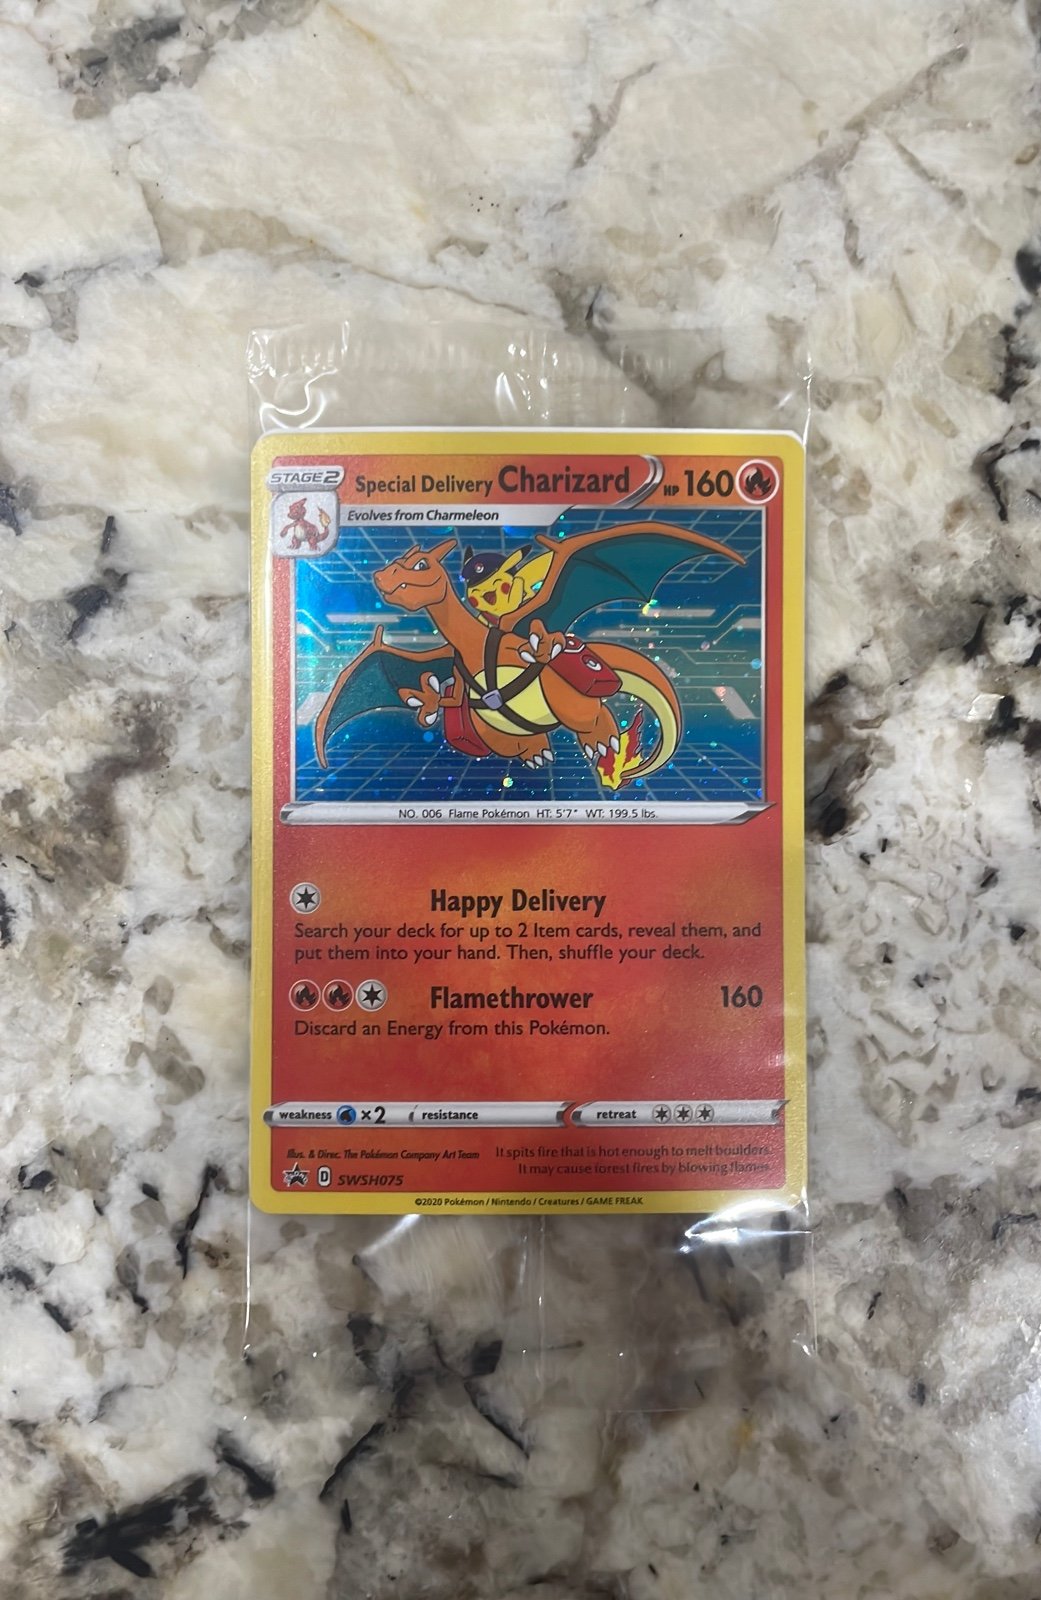 STAGE2
Special Delivery Charizard HP 160
Evolves from Charmeleon
NO. 006 Flame Pokémon HT: 5'7" WT: 199.5 lbs.
Happy Delivery
Search your deck for up to 2 Item cards, reveal them, and
put them into your hand. Then, shuffle your deck.
Flamethrower 160
Discard an Energy from this Pokémon.
weakness ×2 resistance retreat
Illus. & Direc. The Pokémon Company Art Team
It spits fire that is hot enough to melt boulders.
It may cause forest fires by blowing flames.
D SWSH075
©2020 Pokémon / Nintendo / Creatures / GAME FREAK